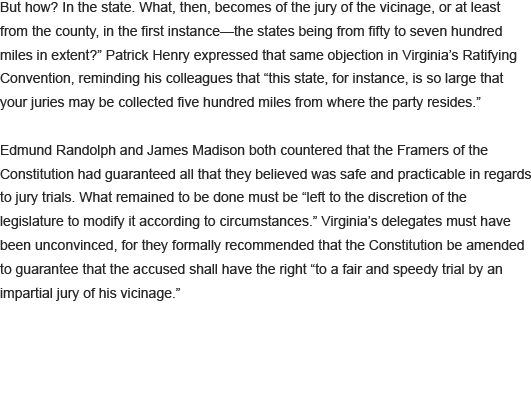 But how? In the state. What, then, becomes of the jury of the vicinage, or at least
from the county, in the first instance—the states being from fifty to seven hundred
miles in extent?” Patrick Henry expressed that same objection in Virginia’s Ratifying
Convention, reminding his colleagues that “this state, for instance, is so large that
your juries may be collected five hundred miles from where the party resides.”
Edmund Randolph and James Madison both countered that the Framers of the
Constitution had guaranteed all that they believed was safe and practicable in regards
to jury trials. What remained to be done must be “left to the discretion of the
legislature to modify it according to circumstances.” Virginia’s delegates must have
been unconvinced, for they formally recommended that the Constitution be amended
to guarantee that the accused shall have the right “to a fair and speedy trial by an
impartial jury of his vicinage.”